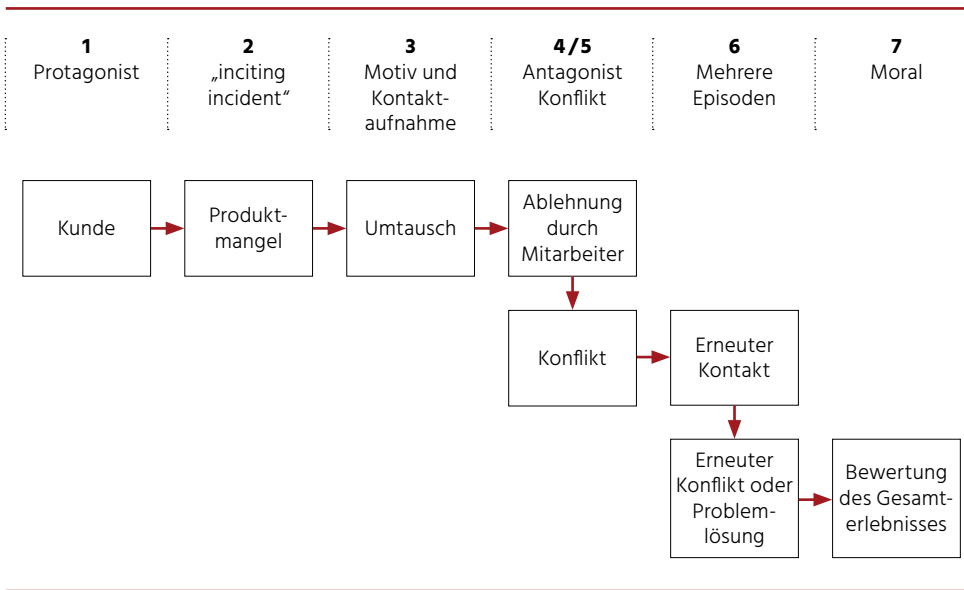 1
Protagonist
2
„inciting
incident“
3
Motiv und
Kontakt-
aufnahme
4/5
Antagonist
Konflikt
6
Mehrere
Episoden
7
Moral
Kunde
Produkt-
mangel
Umtausch
Ablehnung
durch
Mitarbeiter
Konflikt
Erneuter
Kontakt
Erneuter
Konflikt oder
Problem-
lösung
Bewertung
des Gesamt-
erlebnisses